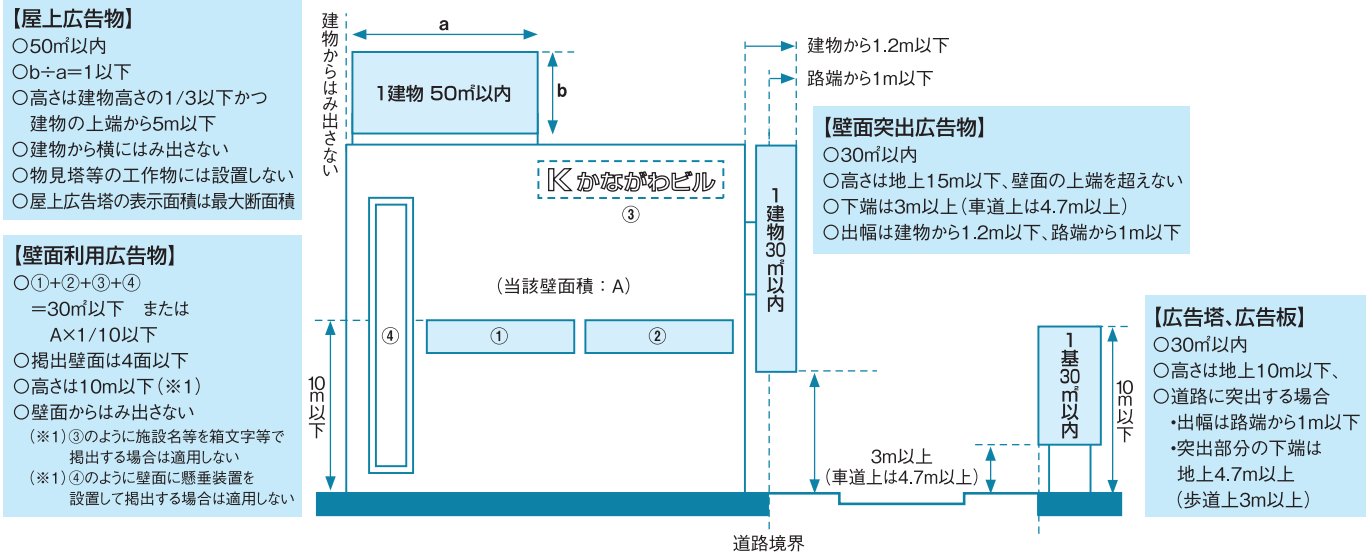 【屋上広告物】
○50㎡以内
○b÷a=1以下
○高さは建物高さの1/3以下かつ
建物の上端から5m以下
○建物から横にはみ出さない
○物見塔等の工作物には設置しない
○屋上広告塔の表示面積は最大断面積
【壁面利用広告物】
○①+②+③+④
=30㎡以下 または
A×1/10以下
○掲出壁面は4面以下
○高さは10m以下(※1)
○壁面からはみ出さない
(※1)③のように施設名等を箱文字等で
掲出する場合は適用しない
(※1)④のように壁面に懸垂装置を
設置して掲出する場合は適用しない
建物からはみ出さない
a
1建物 50㎡以内
b
K かながわビル
③
(当該壁面積:A)
④
①
②
10m以下
1建物30㎡以内
建物から1.2m以下
路端から1m以下
【壁面突出広告物】
○30㎡以内
○高さは地上15m以下、壁面の上端を超えない
○下端は3m以上(車道上は4.7m以上)
○出幅は建物から1.2m以下、路端から1m以下
3m以上
(車道上は4.7m以上)
道路境界
1基30㎡以内
10m以下
【広告塔、広告板】
○30㎡以内
○高さは地上10m以下、
○道路に突出する場合
・出幅は路端から1m以下
・突出部分の下端は
地上4.7m以上
(歩道上3m以上)